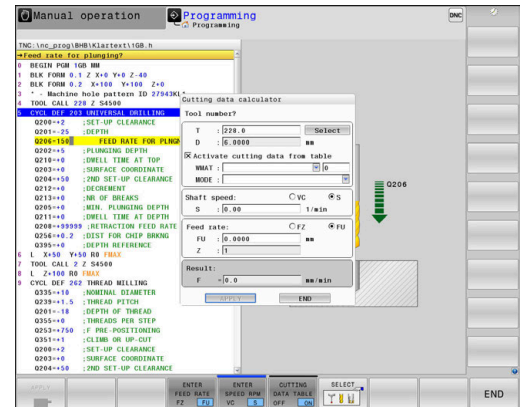 Manual operation
Programming
Programming
DNC
TNC:\nc_prog\BHB\Klartext\1GB.h
→Feed rate for plunging?
0 BEGIN PGM 1GB MM
1 BLK FORM 0.1 Z X+0 Y+0 Z-40
2 BLK FORM 0.2 X+100 Y+100 Z+0
3 * - Machine hole pattern ID 27943KL
4 TOOL CALL 228 Z S4500
5 CYCL DEF 203 UNIVERSAL DRILLING
Q200=+2 ;SET-UP CLEARANCE
Q201=-25 ;DEPTH
Q206=150 FEED RATE FOR PLNGN
Q202=+5 ;PLUNGING DEPTH
Q210=+0 ;DWELL TIME AT TOP
Q203=+0 ;SURFACE COORDINATE
Q204=+50 ;2ND SET-UP CLEARANCE
Q212=+0 ;DECREMENT
Q213=+0 ;NR OF BREAKS
Q205=+0 ;MIN. PLUNGING DEPTH
Q211=+0 ;DWELL TIME AT DEPTH
Q208=+99999 ;RETRACTION FEED RATE
Q256=+0.2 ;DIST FOR CHIP BRKNG
Q395=+0 ;DEPTH REFERENCE
6 L X+50 Y+50 R0 FMAX
7 TOOL CALL 2 Z S4500
8 L Z+100 R0 FMAX
9 CYCL DEF 262 THREAD MILLING
Q335=+10 ;NOMINAL DIAMETER
Q239=+1.5 ;THREAD PITCH
Q201=-18 ;DEPTH OF THREAD
Q355=+0 ;THREADS PER STEP
Q253=+750 ;F PRE-POSITIONING
Q351=+1 ;CLIMB OR UP-CUT
Q200=+2 ;SET-UP CLEARANCE
Q203=+0 ;SURFACE COORDINATE
Q204=+50 ;2ND SET-UP CLEARANCE
Cutting data calculator
Tool number?
T : 228.0 Select
D : 6.0000 mm
Activate cutting data from table
WMAT : 0
MODE :
Shaft speed: VC S
S : 0.00 1/min
Feed rate: FZ FU
FU : 0.0000 mm
Z : 1
Result:
F = 0.0 mm/min
APPLY END
Q206
APPLY
ENTER FEED RATE FZ FU
ENTER SPEED RPM VC S
CUTTING DATA TABLE OFF ON
SELECT
END